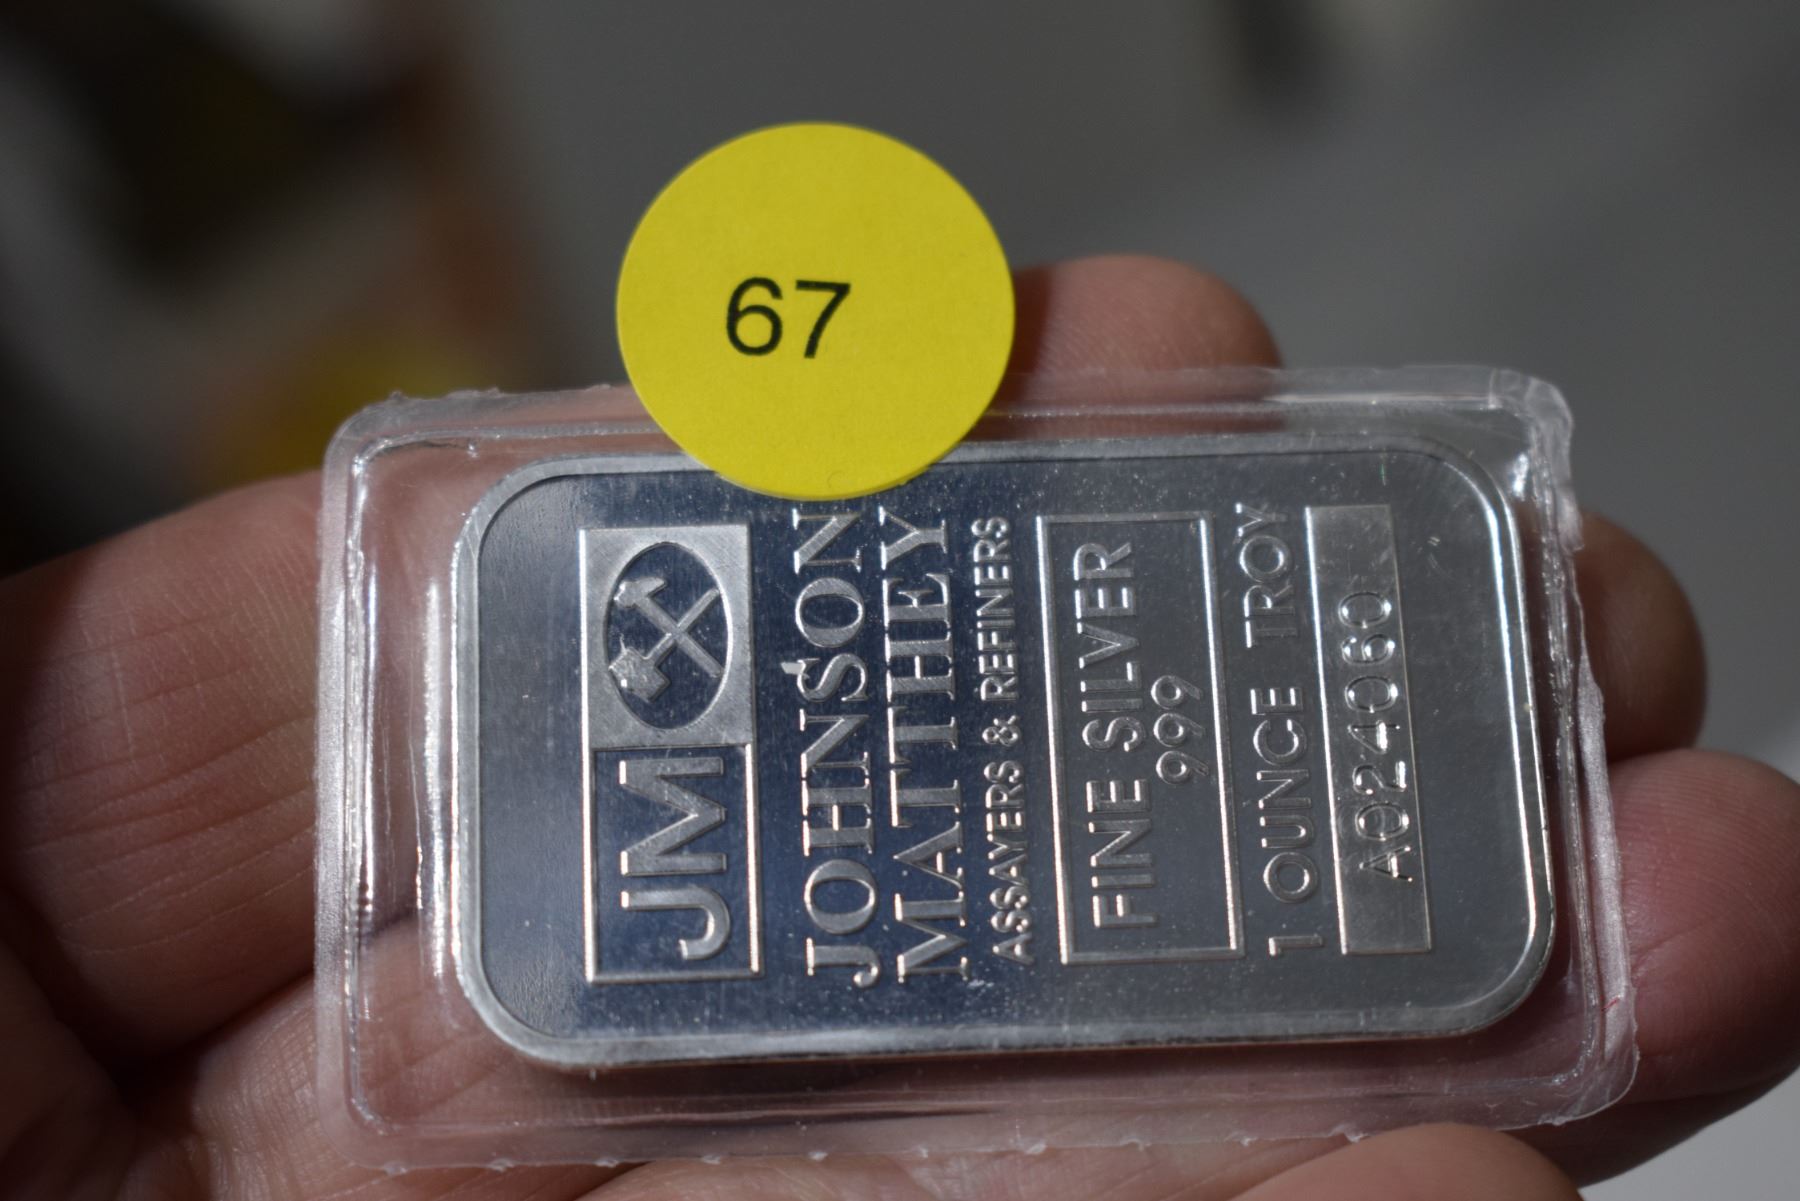 67
JM
JOHNSON
MATTHEY
ASSAYERS & REFINERS
FINE SILVER
999
1 OUNCE TROY
A024060